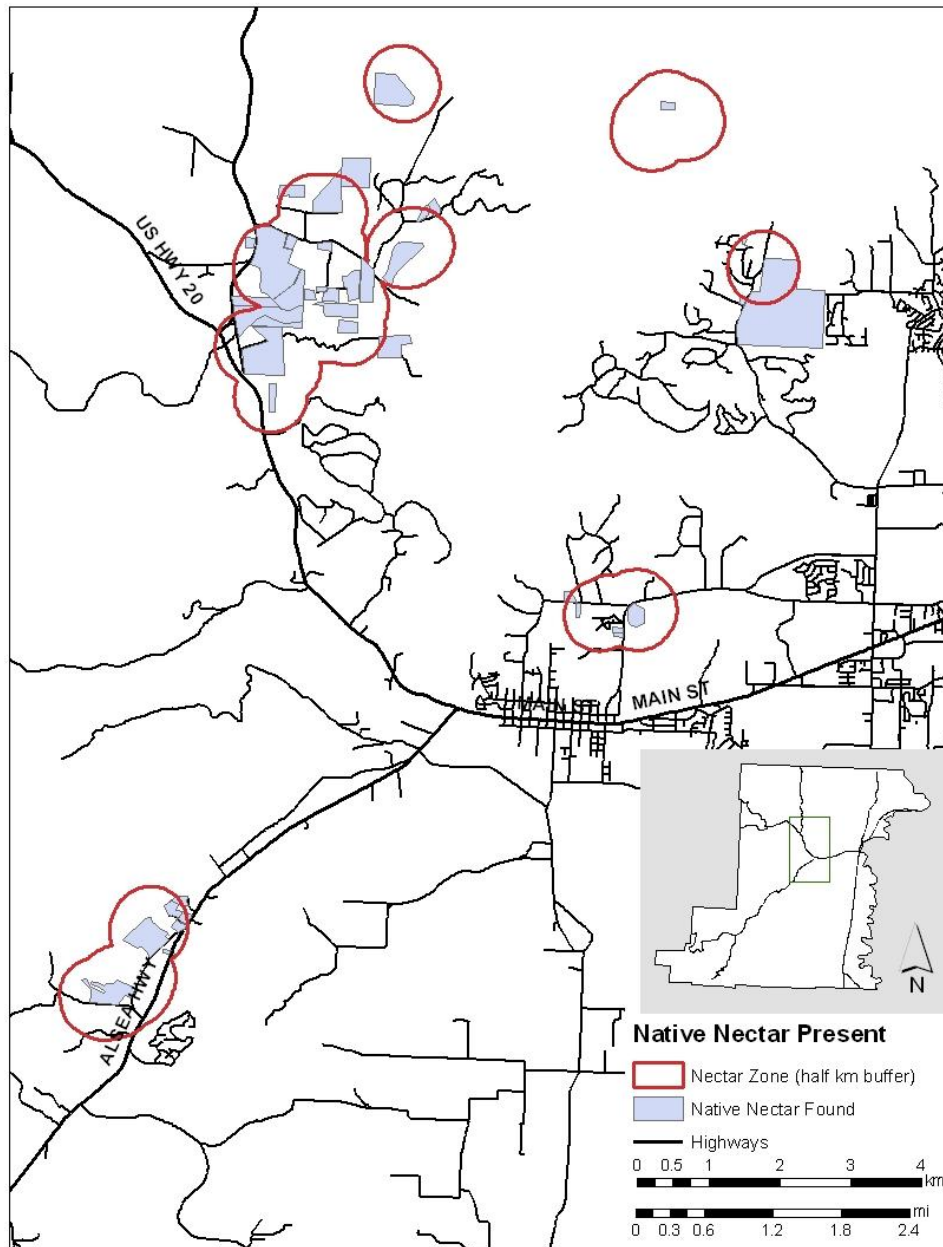 US HWY 20
MAIN ST
MAIN ST
ALSEA HWY
N
Native Nectar Present
Nectar Zone (half km buffer)
Native Nectar Found
Highways
0 0.5 1 2 3 4
km
mi
0 0.3 0.6 1.2 1.8 2.4